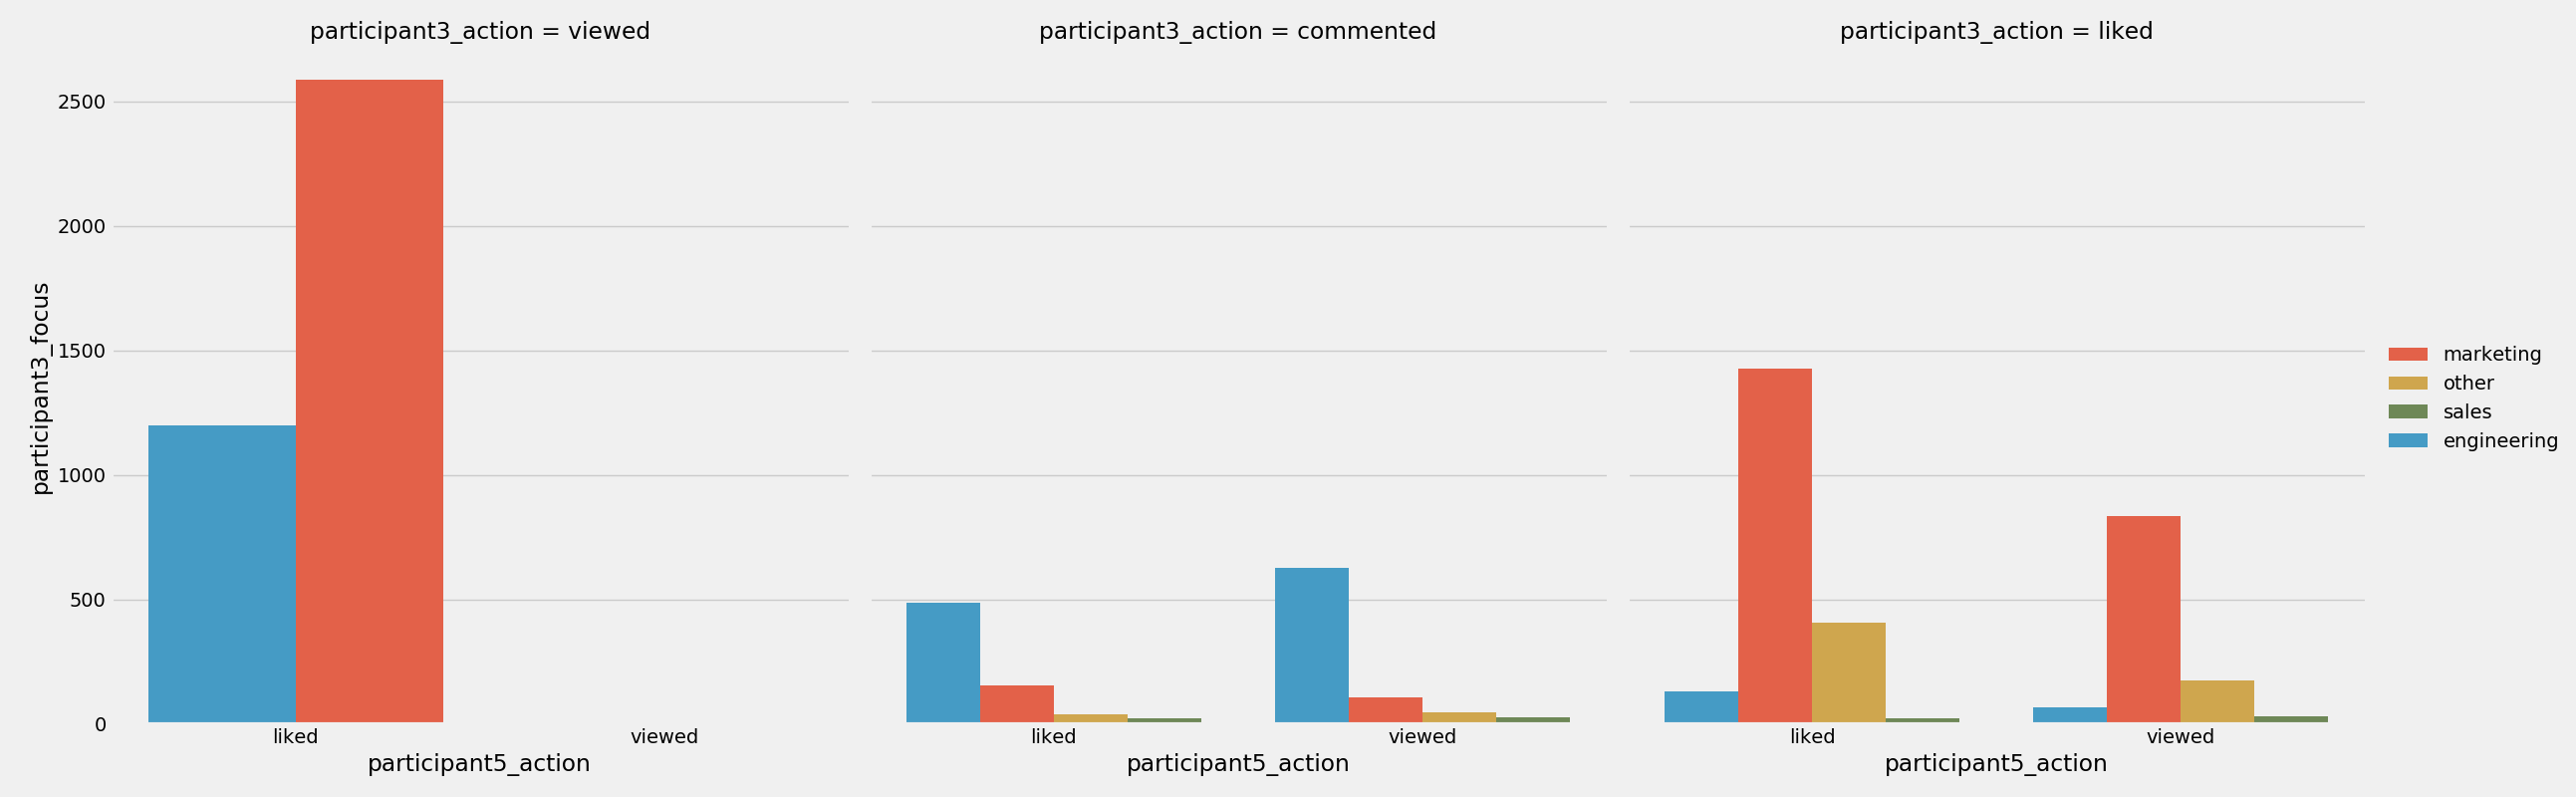 participant3_action = viewed
participant3_action = commented
participant3_action = liked
participant3_focus
2500
2000
1500
1000
500
0
liked
viewed
liked
viewed
liked
viewed
participant5_action
participant5_action
participant5_action
marketing
other
sales
engineering